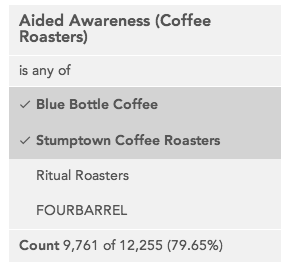 Aided Awareness (Coffee
Roasters)
is any of
✓ Blue Bottle Coffee
✓ Stumptown Coffee Roasters
Ritual Roasters
FOURBARREL
Count 9,761 of 12,255 (79.65%)